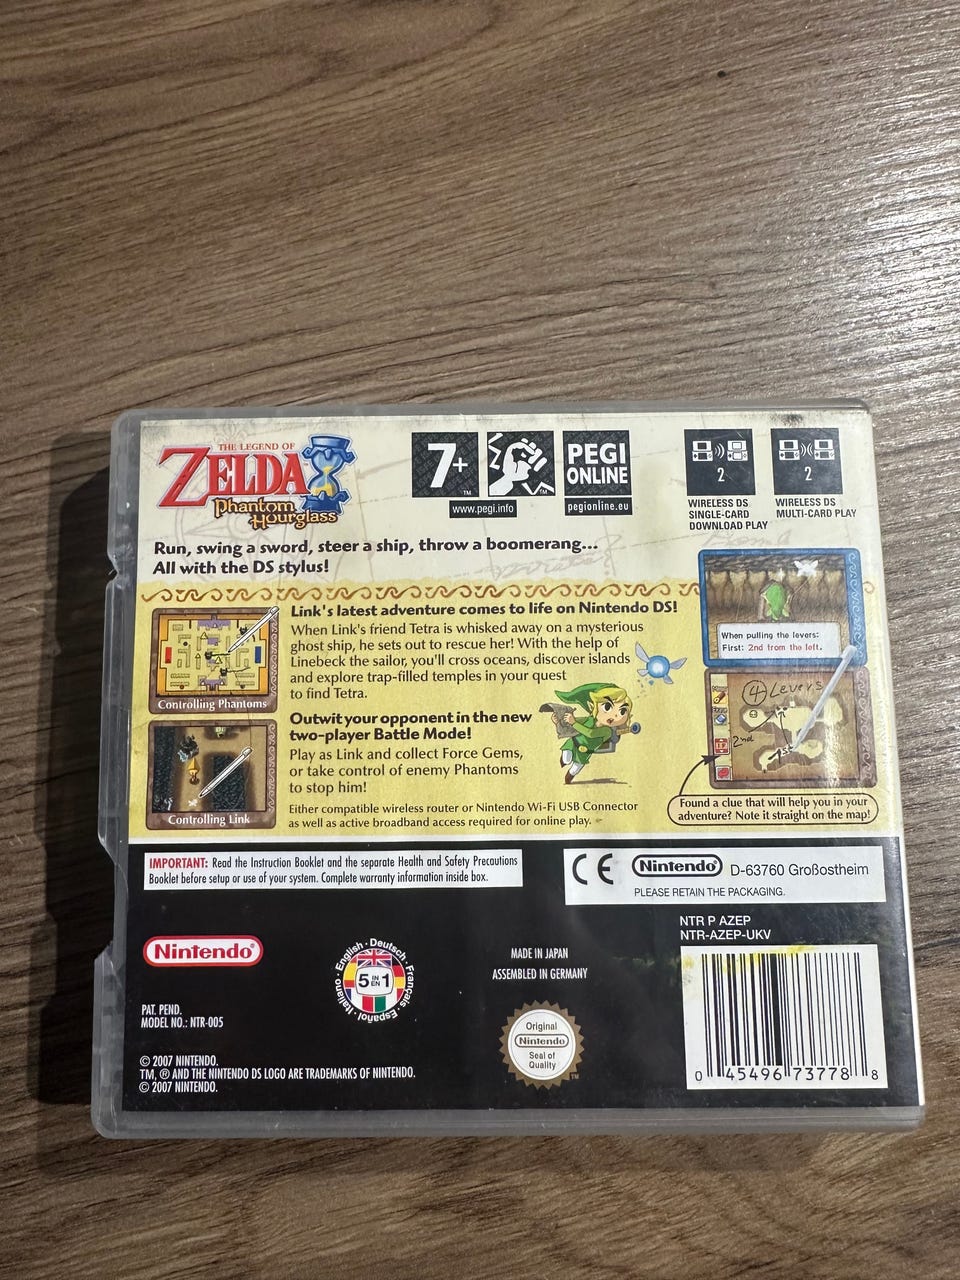 THE LEGEND OF
ZELDA
Phantom
Hourglass
7+
TM
TM
www.pegi.info
PEGI
ONLINE
pegionline.eu
2
WIRELESS DS
SINGLE-CARD
DOWNLOAD PLAY
2
WIRELESS DS
MULTI-CARD PLAY
Run, swing a sword, steer a ship, throw a boomerang...
All with the DS stylus!
Controlling Phantoms
Controlling Link
Link's latest adventure comes to life on Nintendo DS!
When Link's friend Tetra is whisked away on a mysterious
ghost ship, he sets out to rescue her! With the help of
Linebeck the sailor, you'll cross oceans, discover islands
and explore trap-filled temples in your quest
to find Tetra.
Outwit your opponent in the new
two-player Battle Mode!
Play as Link and collect Force Gems,
or take control of enemy Phantoms
to stop him!
Either compatible wireless router or Nintendo Wi-Fi USB Connector
as well as active broadband access required for online play.
When pulling the levers:
First: 2nd from the left.
4 Levers
2nd
1st
Found a clue that will help you in your
adventure? Note it straight on the map!
IMPORTANT: Read the Instruction Booklet and the separate Health and Safety Precautions
Booklet before setup or use of your system. Complete warranty information inside box.
CE Nintendo D-63760 Großostheim
PLEASE RETAIN THE PACKAGING.
NTR P AZEP
NTR-AZEP-UKV
Nintendo
English · Deutsch · Français · Español · Italiano ·
5 IN EN 1
MADE IN JAPAN
ASSEMBLED IN GERMANY
PAT. PEND.
MODEL NO.: NTR-005
Original
Nintendo
Seal of
Quality
TM
© 2007 NINTENDO.
TM, ® AND THE NINTENDO DS LOGO ARE TRADEMARKS OF NINTENDO.
© 2007 NINTENDO.
0 45496 73778 8